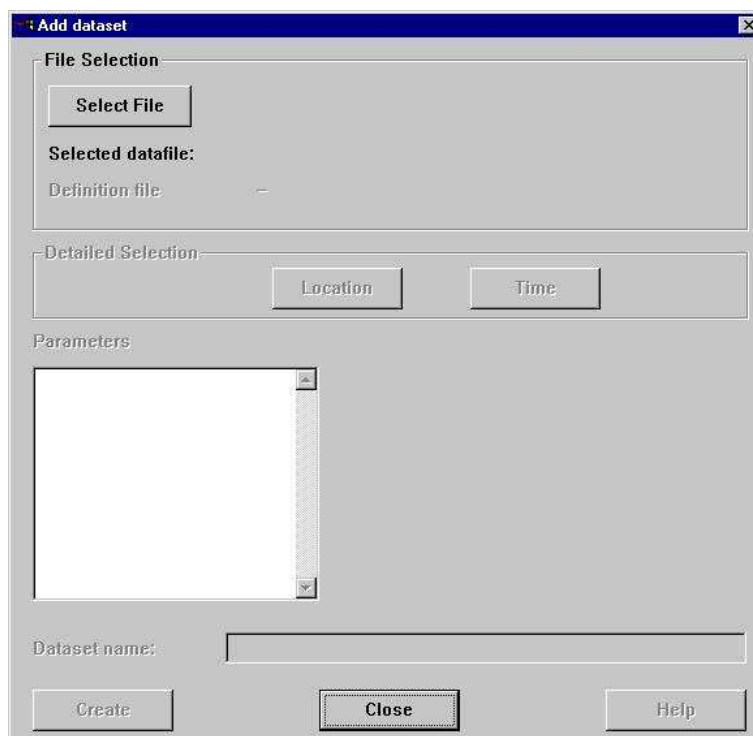 Add dataset
File Selection
Select File
Selected datafile:
Definition file –
Detailed Selection
Location Time
Parameters
Dataset name:
Create Close Help